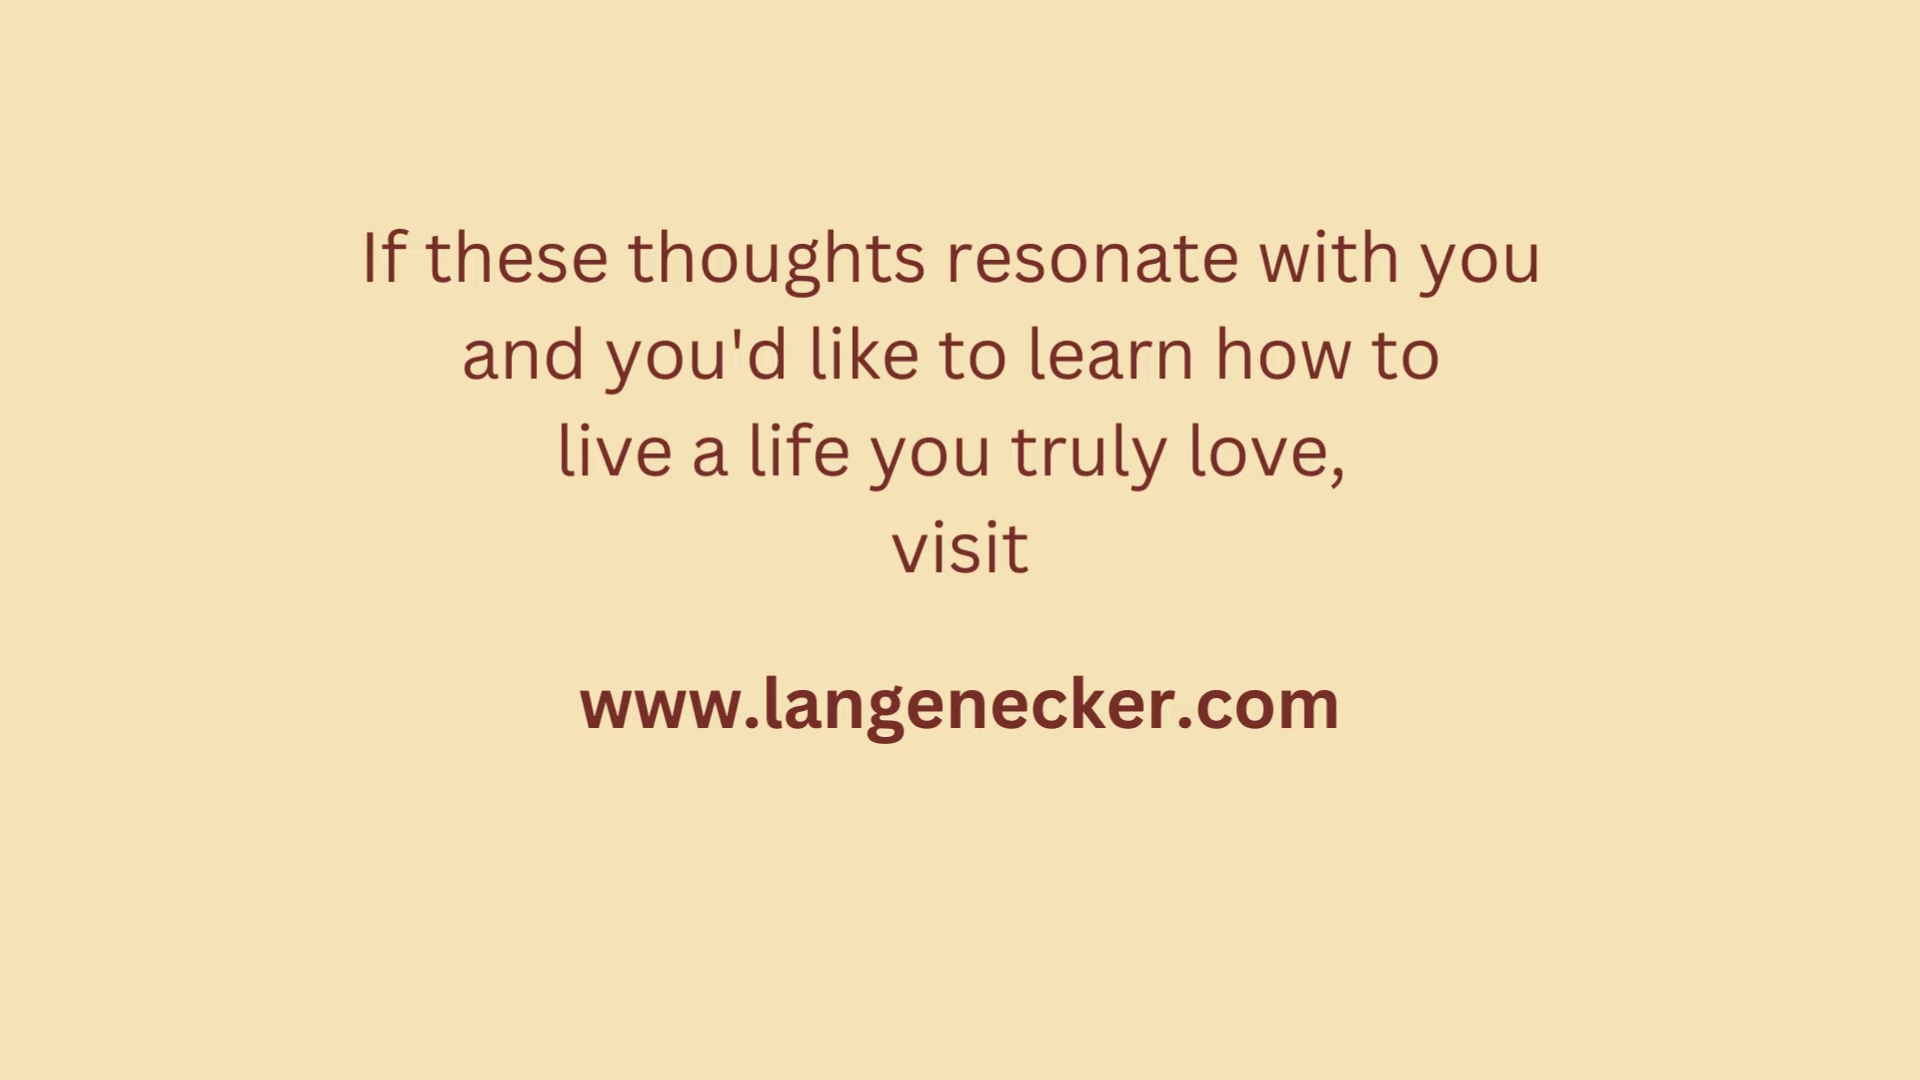 If these thoughts resonate with you
and you'd like to learn how to
live a life you truly love,
visit
www.langenecker.com